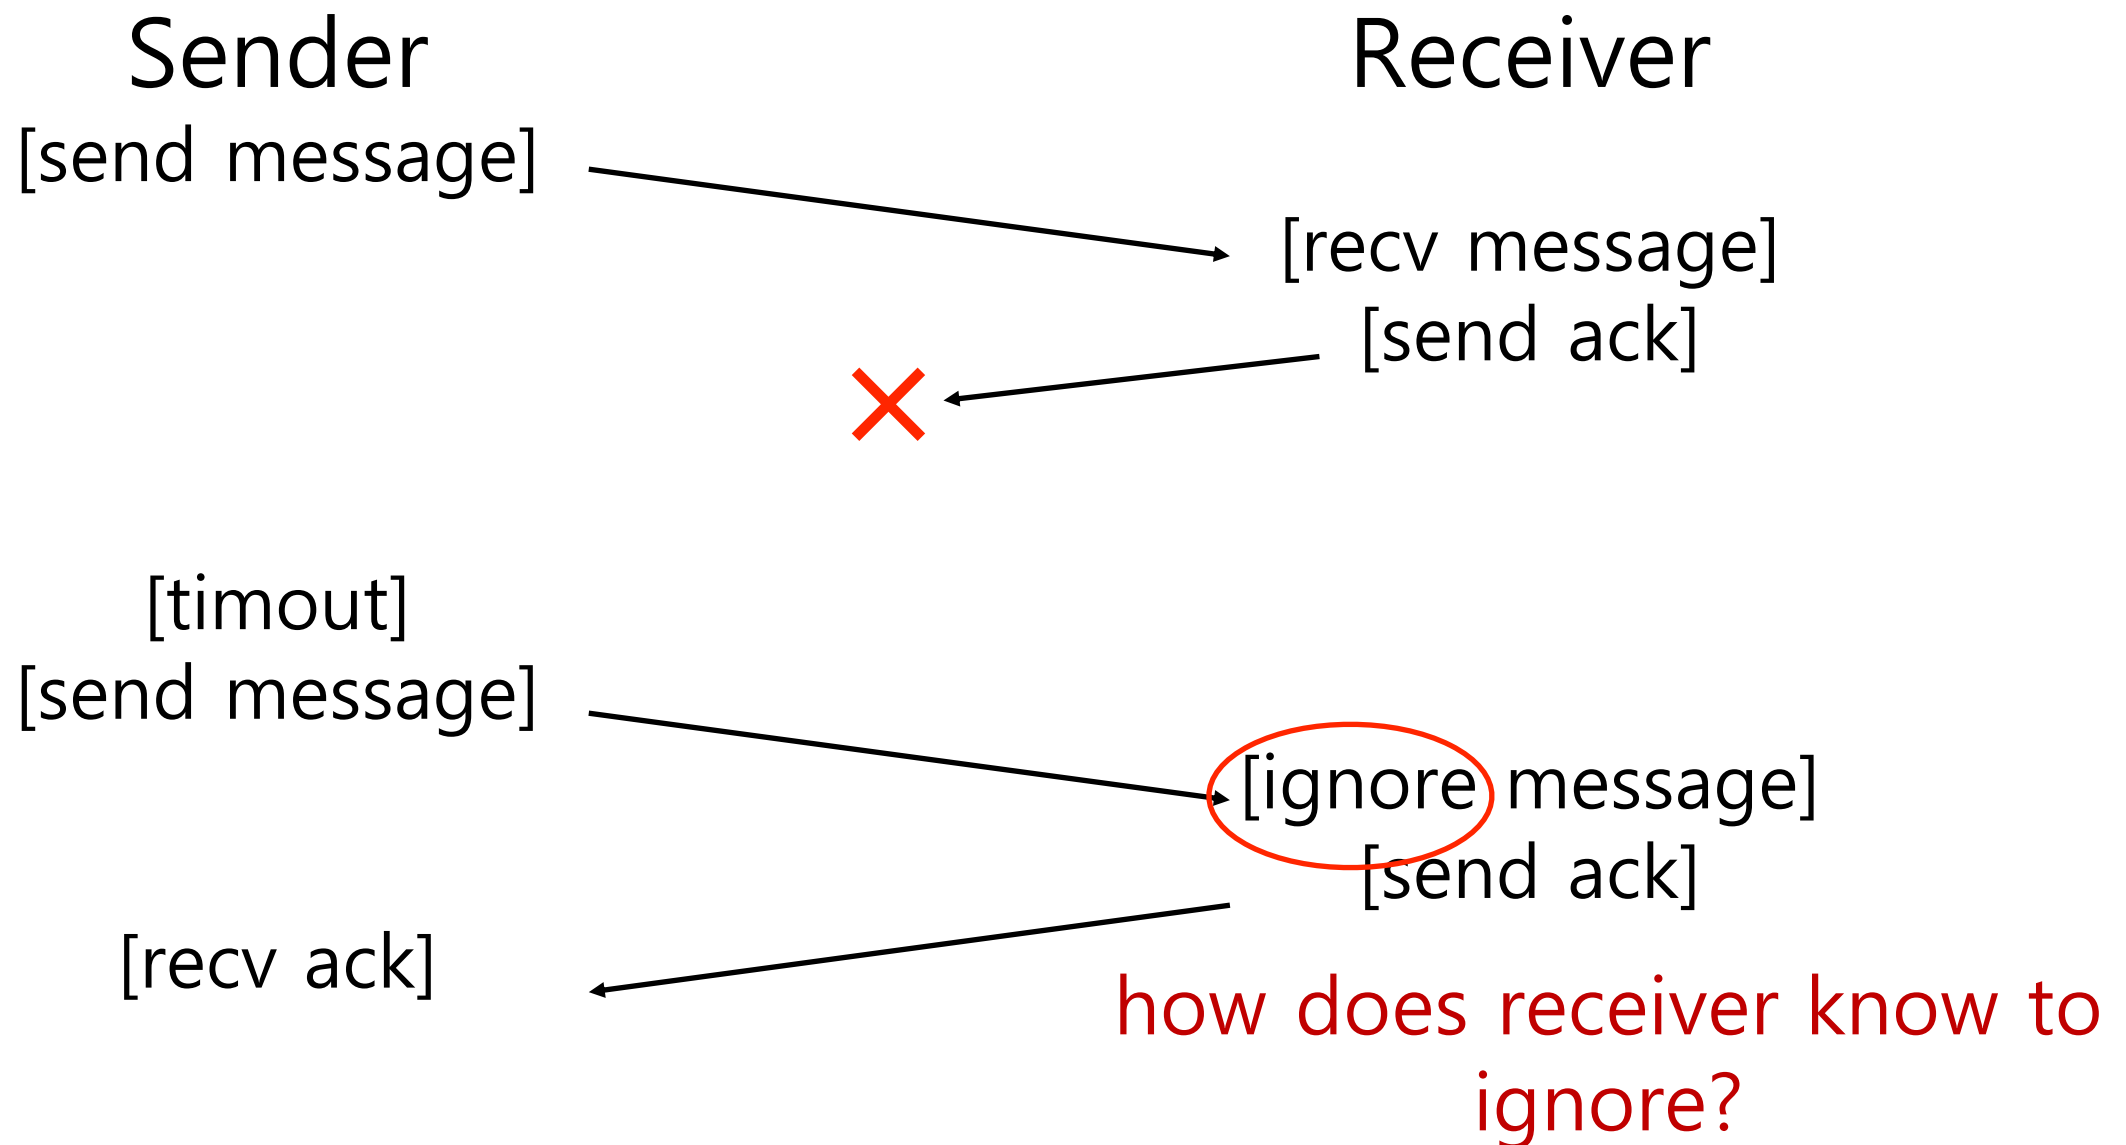 Sender
Receiver
[send message]
[recv message]
[send ack]
[timout]
[send message]
[ignore message]
[send ack]
[recv ack]
how does receiver know to
ignore?